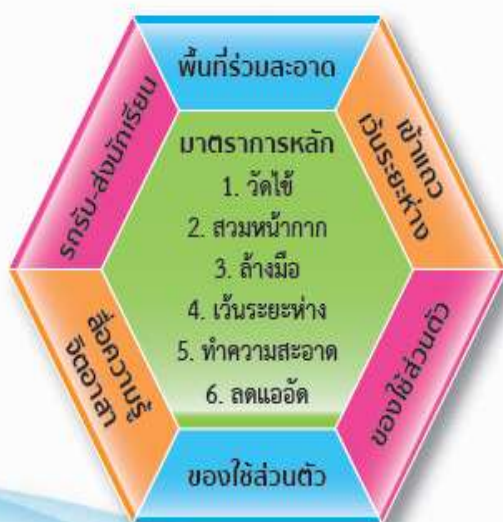 พื้นที่ร่วมสะอาด
เข้าแถว
เว้นระยะห่าง
ของใช้ส่วนตัว
ของใช้ส่วนตัว
สื่อความรู้
จิตอาสา
รถรับ-ส่งนักเรียน
มาตราการหลัก
1. วัดไข้
2. สวมหน้ากาก
3. ล้างมือ
4. เว้นระยะห่าง
5. ทำความสะอาด
6. ลดแออัด